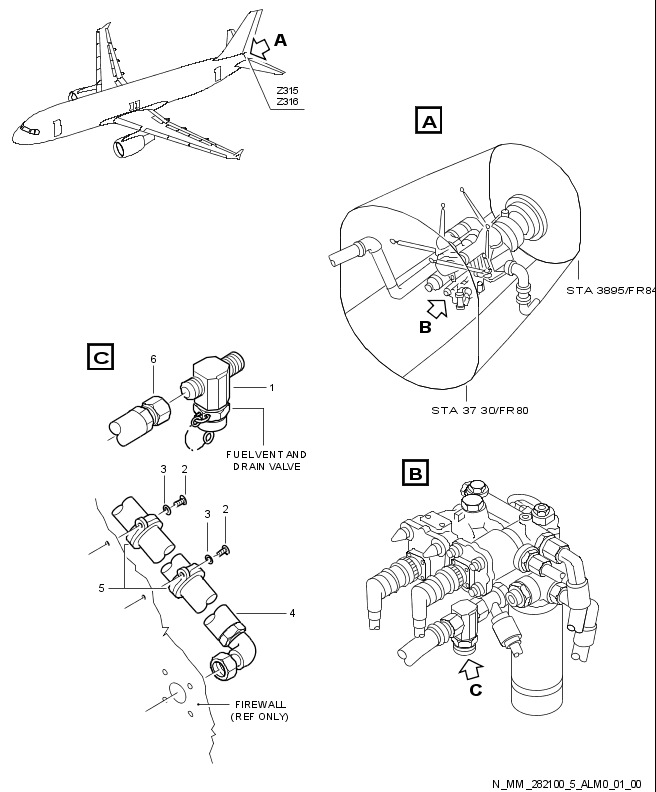 A
Z315
Z316
A
STA 3895/FR84
B
STA 37 30/FR80
C
6
1
FUEL VENT AND
DRAIN VALVE
3
2
3
2
5
4
FIREWALL
(REF ONLY)
B
C
N_MM_282100_5_ALM0_01_00